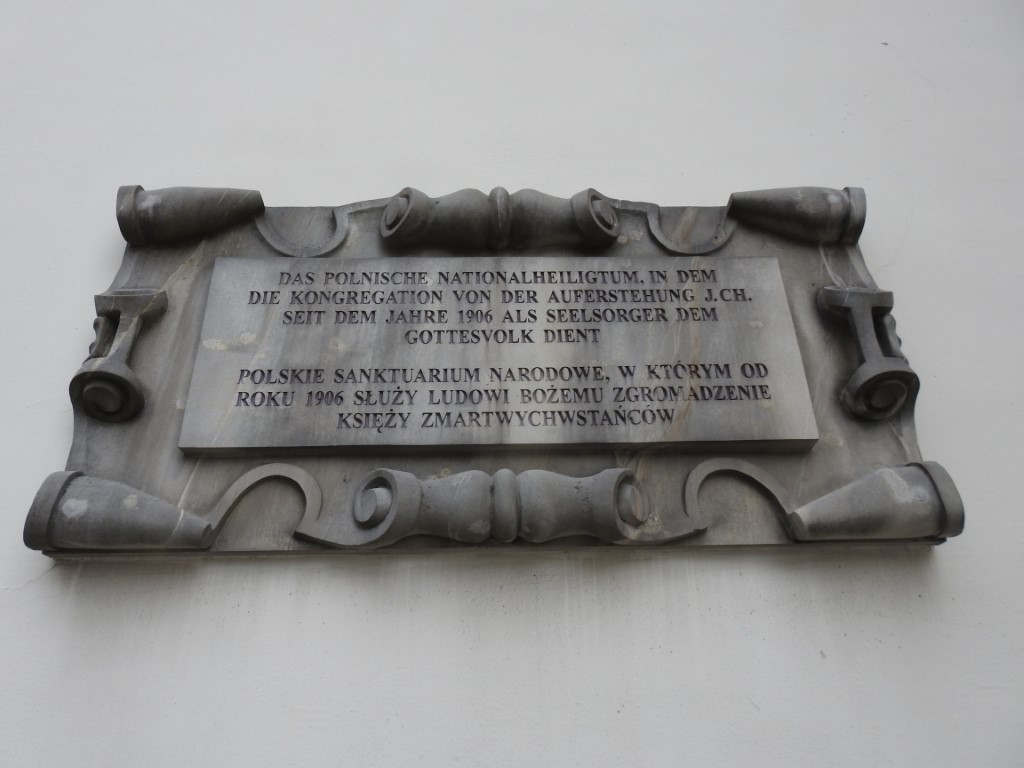 DAS POLNISCHE NATIONALHEILIGTUM, IN DEM
DIE KONGREGATION VON DER AUFERSTEHUNG J.CH.
SEIT DEM JAHRE 1906 ALS SEELSORGER DEM
GOTTESVOLK DIENT
POLSKIE SANKTUARIUM NARODOWE, W KTÓRYM OD
ROKU 1906 SŁUŻY LUDOWI BOŻEMU ZGROMADZENIE
KSIĘŻY ZMARTWYCHWSTAŃCÓW